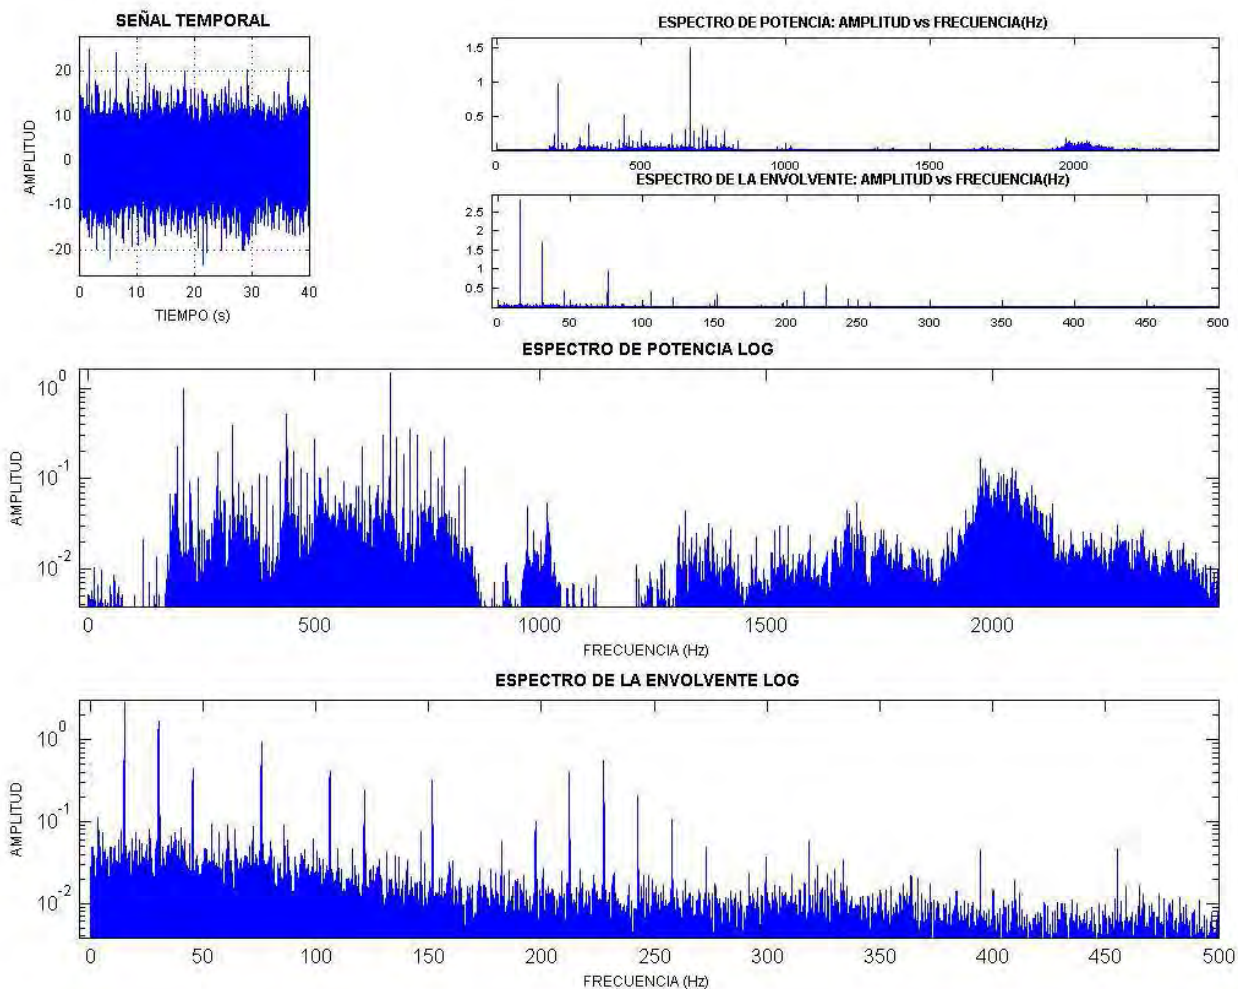 SEÑAL TEMPORAL
AMPLITUD
20
10
0
-10
-20
0 10 20 30 40
TIEMPO (s)
ESPECTRO DE POTENCIA: AMPLITUD vs FRECUENCIA(Hz)
1.5
1
0.5
0 500 1000 1500 2000
ESPECTRO DE LA ENVOLVENTE: AMPLITUD vs FRECUENCIA(Hz)
2.5
2
1.5
1
0.5
0 50 100 150 200 250 300 350 400 450 500
ESPECTRO DE POTENCIA LOG
AMPLITUD
10^0
10^-1
10^-2
0 500 1000 1500 2000
FRECUENCIA (Hz)
ESPECTRO DE LA ENVOLVENTE LOG
AMPLITUD
10^0
10^-1
10^-2
0 50 100 150 200 250 300 350 400 450 500
FRECUENCIA (Hz)